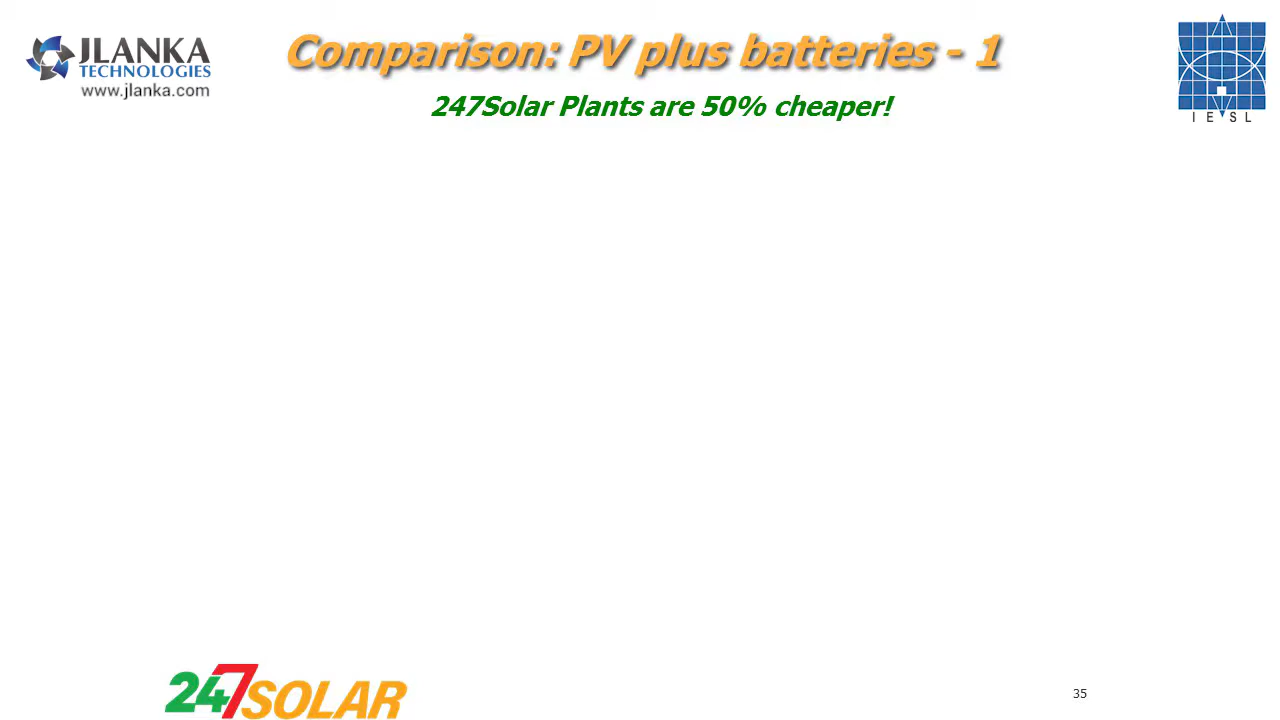 JLANKA
TECHNOLOGIES
www.jlanka.com
Comparison: PV plus batteries - 1
247Solar Plants are 50% cheaper!
I E S L
247SOLAR
35